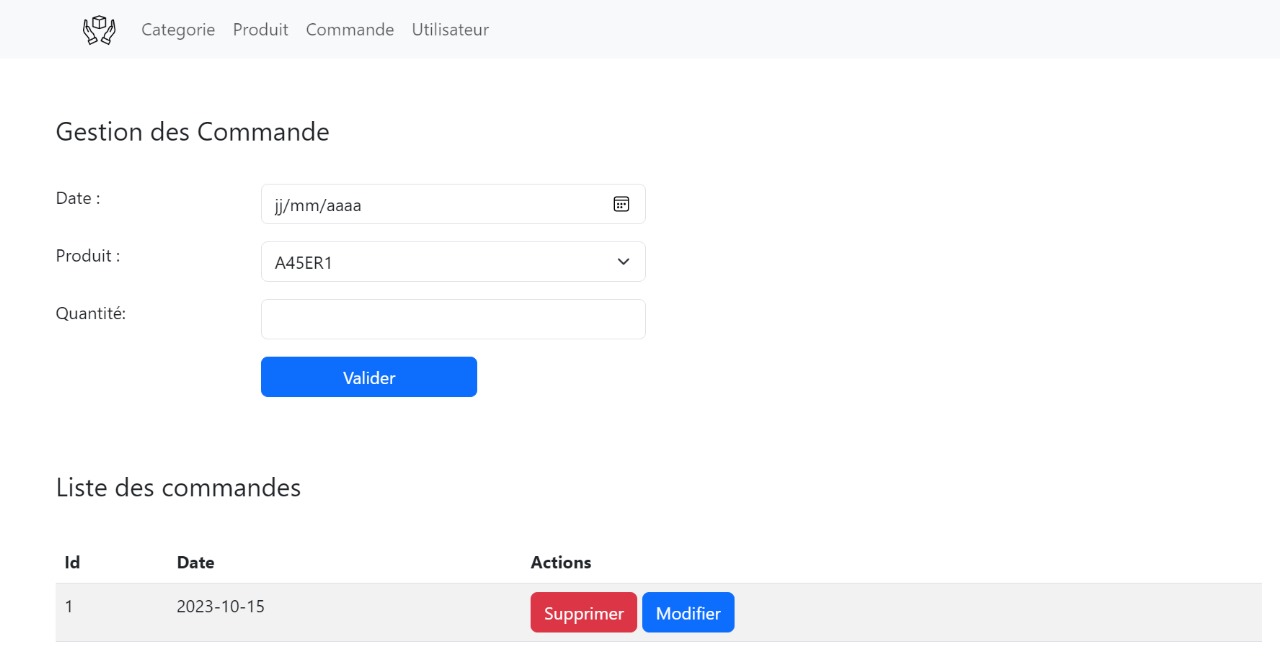 Categorie Produit Commande Utilisateur
Gestion des Commande
Date : jj/mm/aaaa
Produit : A45ER1
Quantité:
Valider
Liste des commandes
Id Date Actions
1 2023-10-15 Supprimer Modifier